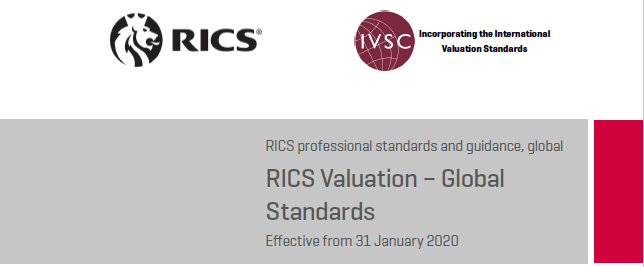 RICS®
IVSC
Incorporating the International
Valuation Standards
RICS professional standards and guidance, global
RICS Valuation – Global
Standards
Effective from 31 January 2020